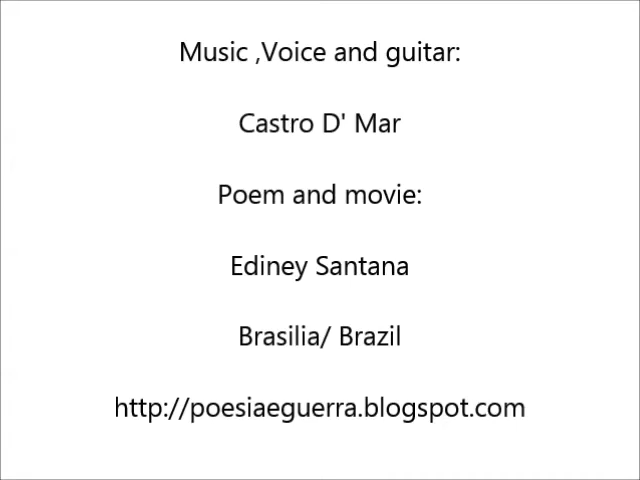 Music ,Voice and guitar:
Castro D' Mar
Poem and movie:
Ediney Santana
Brasilia/ Brazil
http://poesiaeguerra.blogspot.com